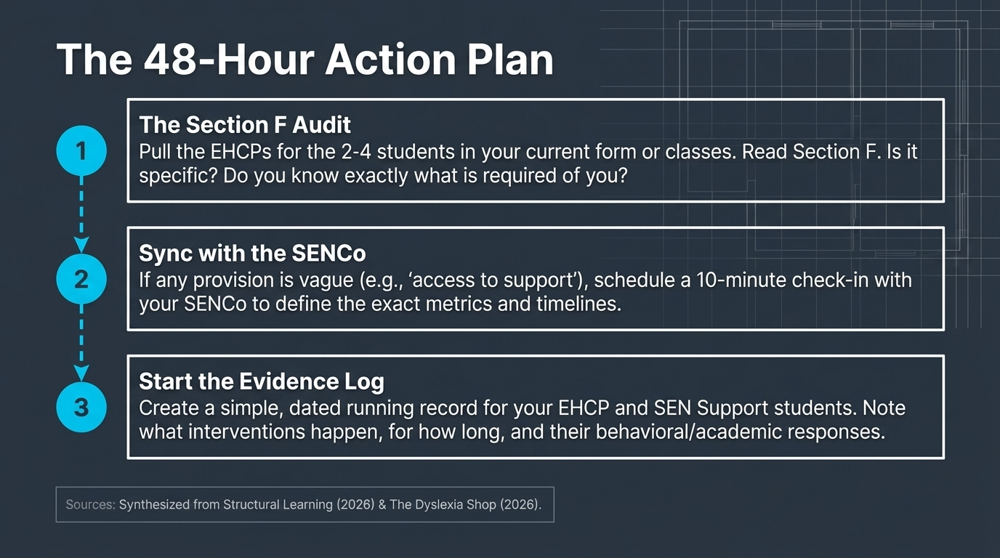 The 48-Hour Action Plan
1
The Section F Audit
Pull the EHCPs for the 2-4 students in your current form or classes. Read Section F. Is it
specific? Do you know exactly what is required of you?
2
Sync with the SENCo
If any provision is vague (e.g., ‘access to support’), schedule a 10-minute check-in with
your SENCo to define the exact metrics and timelines.
3
Start the Evidence Log
Create a simple, dated running record for your EHCP and SEN Support students. Note
what interventions happen, for how long, and their behavioral/academic responses.
Sources: Synthesized from Structural Learning (2026) & The Dyslexia Shop (2026).